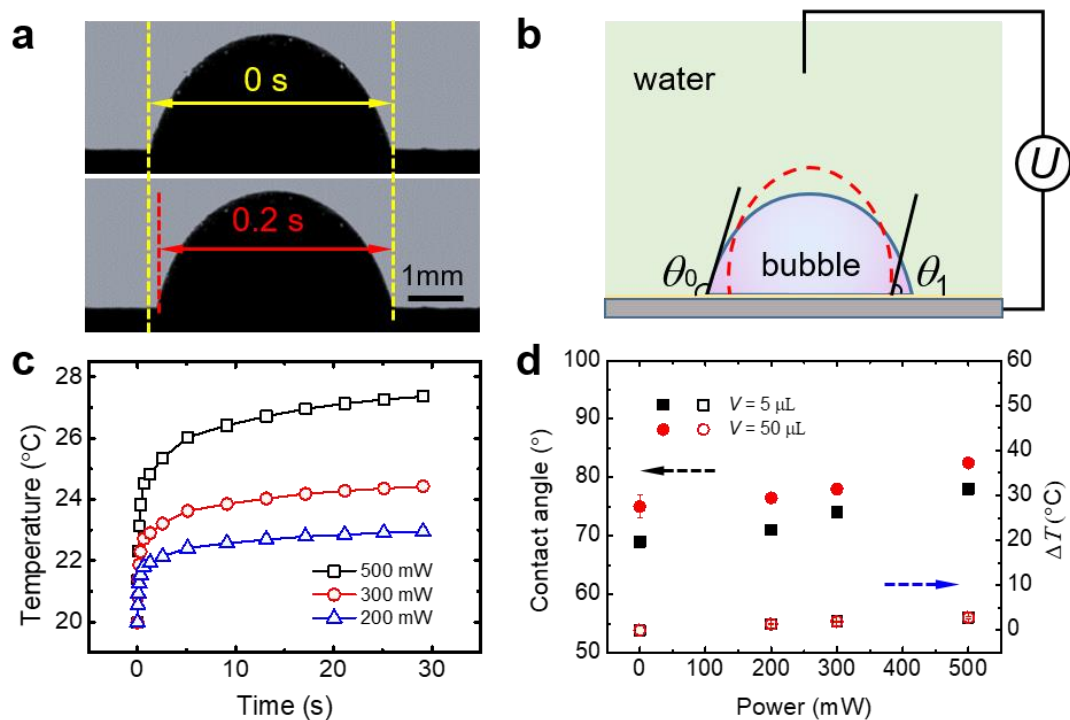 a
0 s
0.2 s
1mm
b
water
U
bubble
θ0
θ1
c
28
26
24
22
20
Temperature (°C)
500 mW
300 mW
200 mW
0
10
20
30
Time (s)
d
100
90
80
70
60
50
Contact angle (°)
V = 5 μL
V = 50 μL
60
50
40
30
20
10
0
ΔT (°C)
0
100
200
300
400
500
Power (mW)